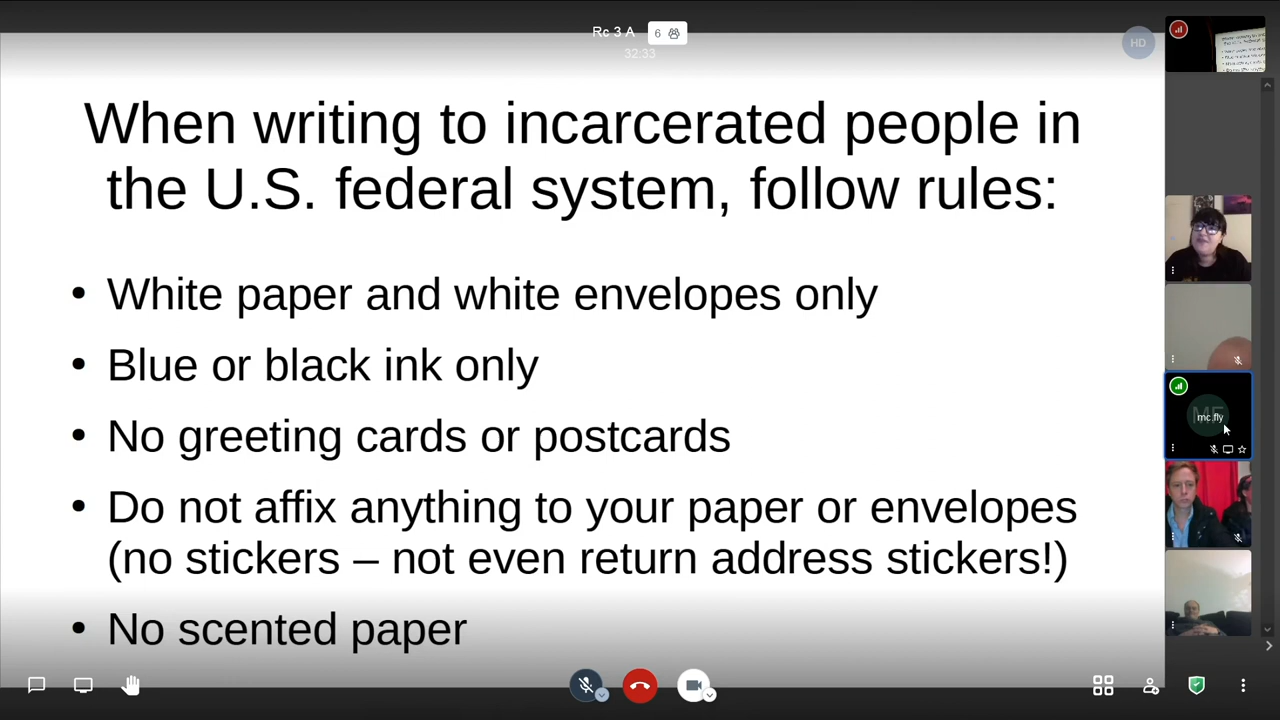 Rc 3 A
6
32:33
HD
When writing to incarcerated people in
the U.S. federal system, follow rules:
• White paper and white envelopes only
• Blue or black ink only
• No greeting cards or postcards
• Do not affix anything to your paper or envelopes
(no stickers – not even return address stickers!)
• No scented paper
mc.fly